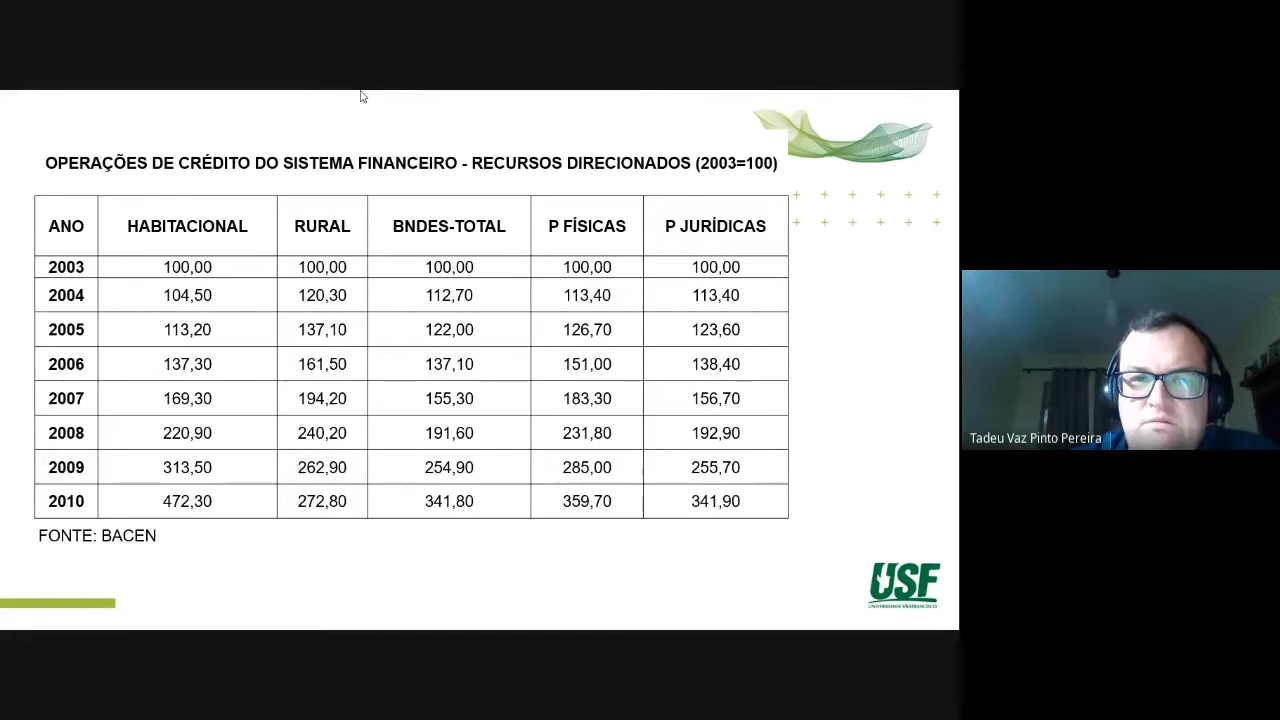 OPERAÇÕES DE CRÉDITO DO SISTEMA FINANCEIRO - RECURSOS DIRECIONADOS (2003=100)
ANO HABITACIONAL RURAL BNDES-TOTAL P FÍSICAS P JURÍDICAS
2003 100,00 100,00 100,00 100,00 100,00
2004 104,50 120,30 112,70 113,40 113,40
2005 113,20 137,10 122,00 126,70 123,60
2006 137,30 161,50 137,10 151,00 138,40
2007 169,30 194,20 155,30 183,30 156,70
2008 220,90 240,20 191,60 231,80 192,90
2009 313,50 262,90 254,90 285,00 255,70
2010 472,30 272,80 341,80 359,70 341,90
FONTE: BACEN
USF
UNIVERSIDADE SÃO FRANCISCO
Tadeu Vaz Pinto Pereira